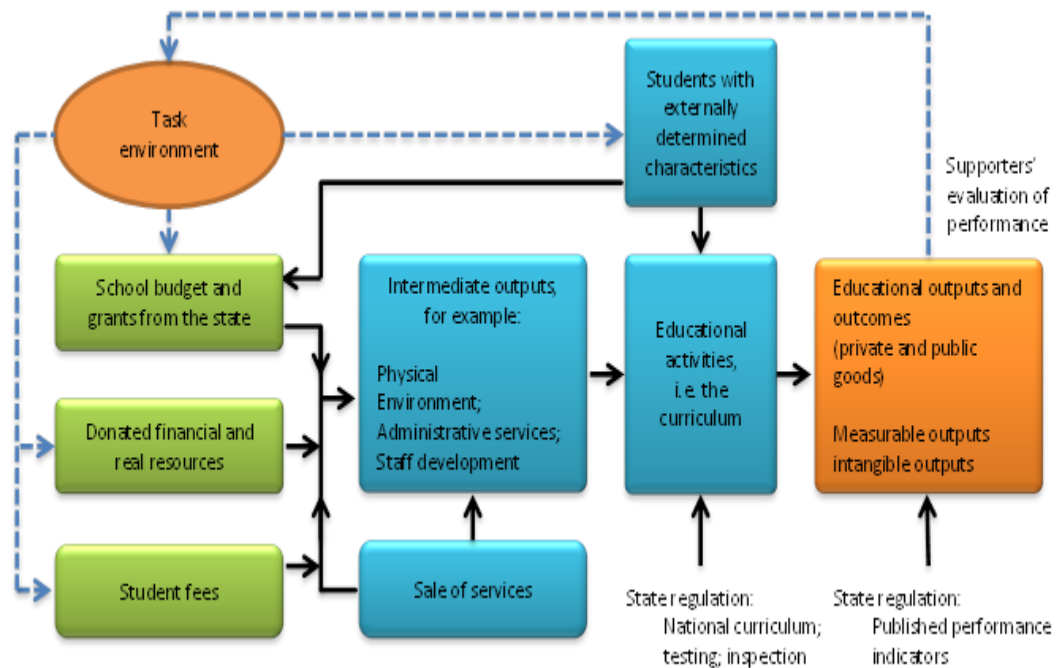 Task
environment
Students with
externally
determined
characteristics
Supporters'
evaluation of
performance
School budget and
grants from the state
Intermediate outputs,
for example:
Physical
Environment;
Administrative services;
Staff development
Educational
activities,
i.e. the
curriculum
Educational outputs and
outcomes
(private and public
goods)
Measurable outputs
intangible outputs
Donated financial and
real resources
Student fees
Sale of services
State regulation:
National curriculum;
testing; inspection
State regulation:
Published performance
indicators